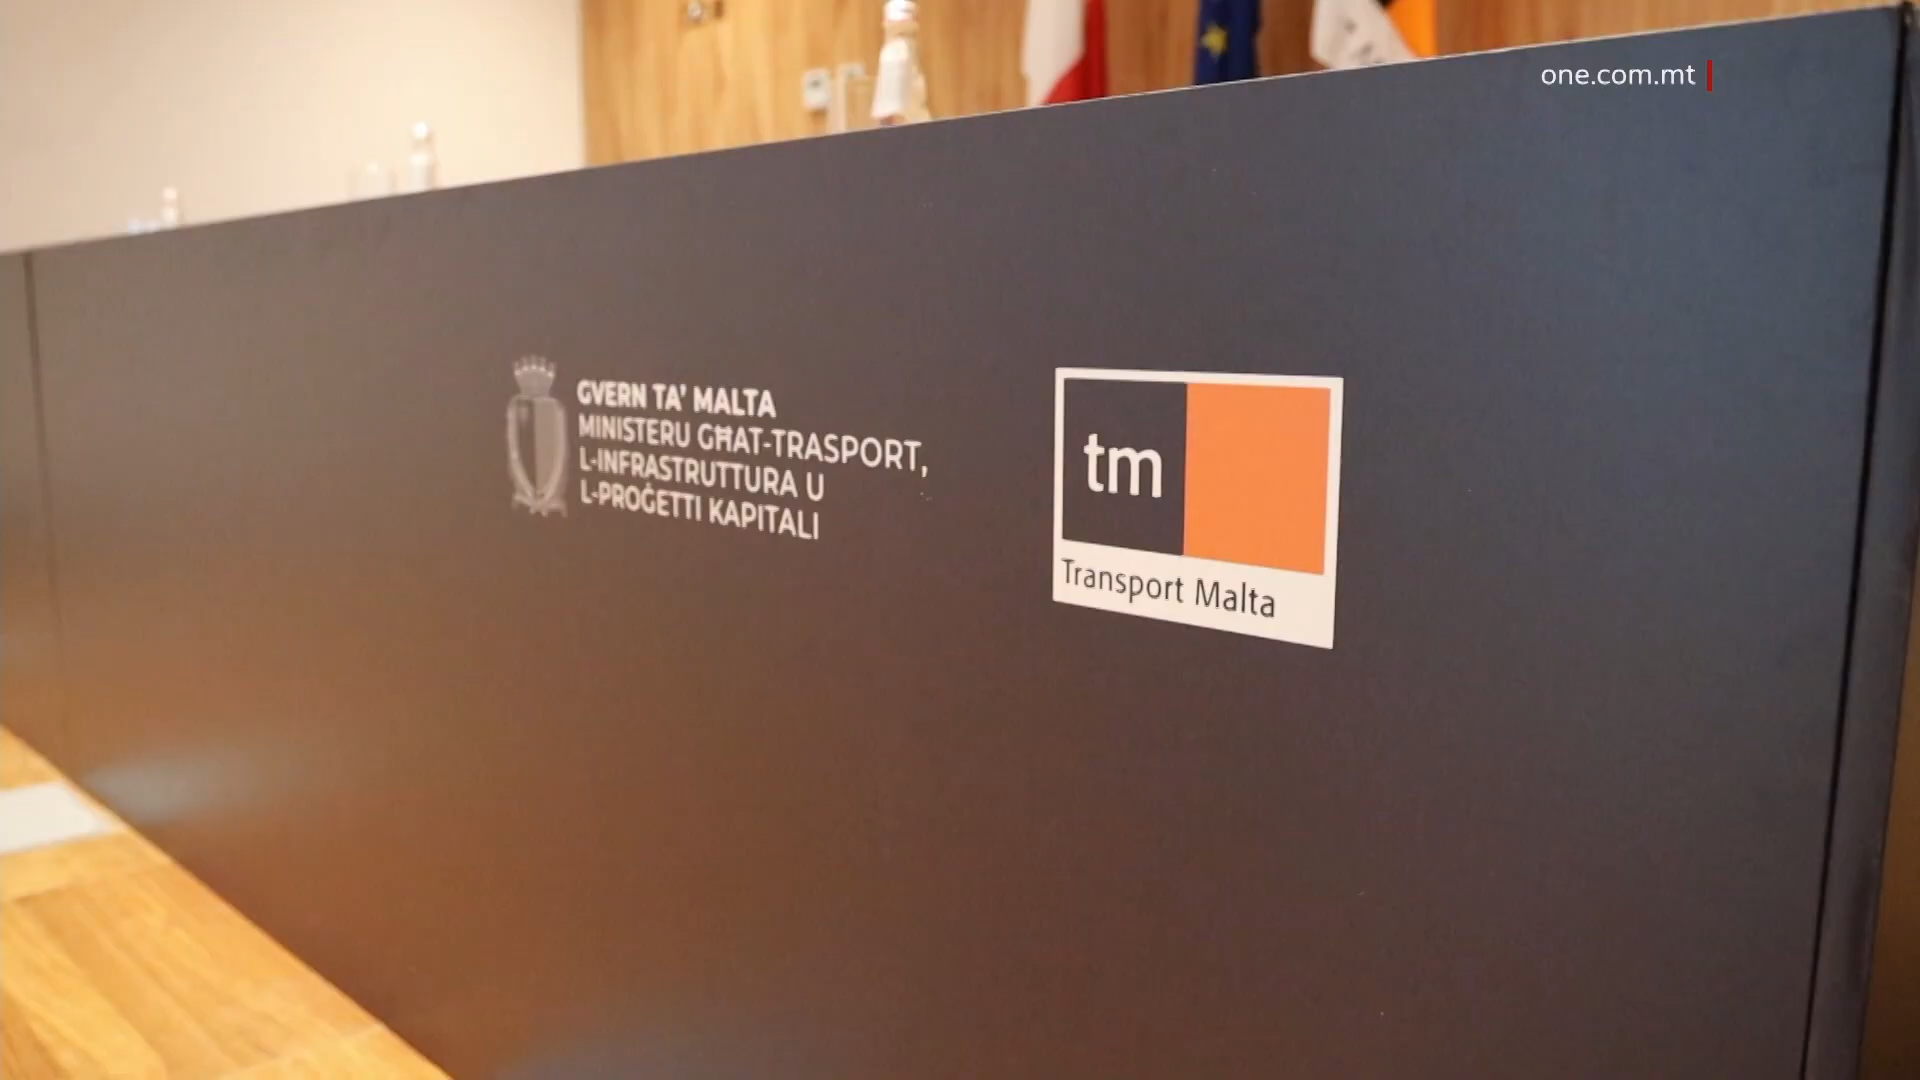 one.com.mt
GVERN TA' MALTA
MINISTERU GĦAT-TRASPORT,
L-INFRASTRUTTURA U
L-PROĠETTI KAPITALI
tm
Transport Malta